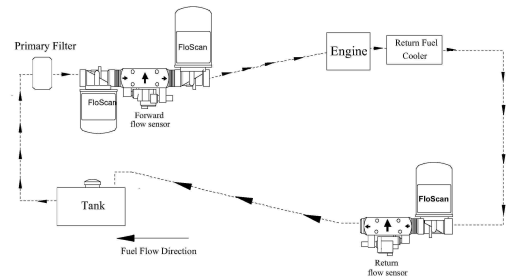 Primary Filter
FloScan
FloScan
Forward
flow sensor
Engine
Return Fuel
Cooler
Tank
Fuel Flow Direction
FloScan
Return
flow sensor